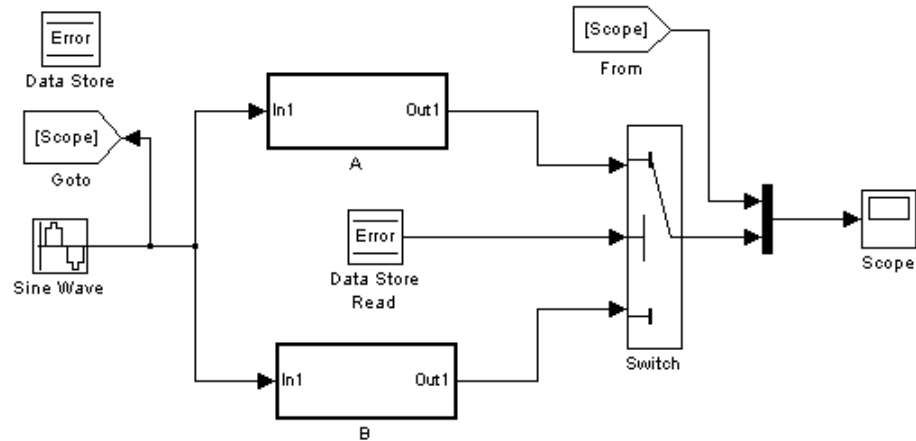 Error
Data Store
[Scope]
Goto
Sine Wave
In1
Out1
A
Error
Data Store
Read
In1
Out1
B
[Scope]
From
Switch
Scope